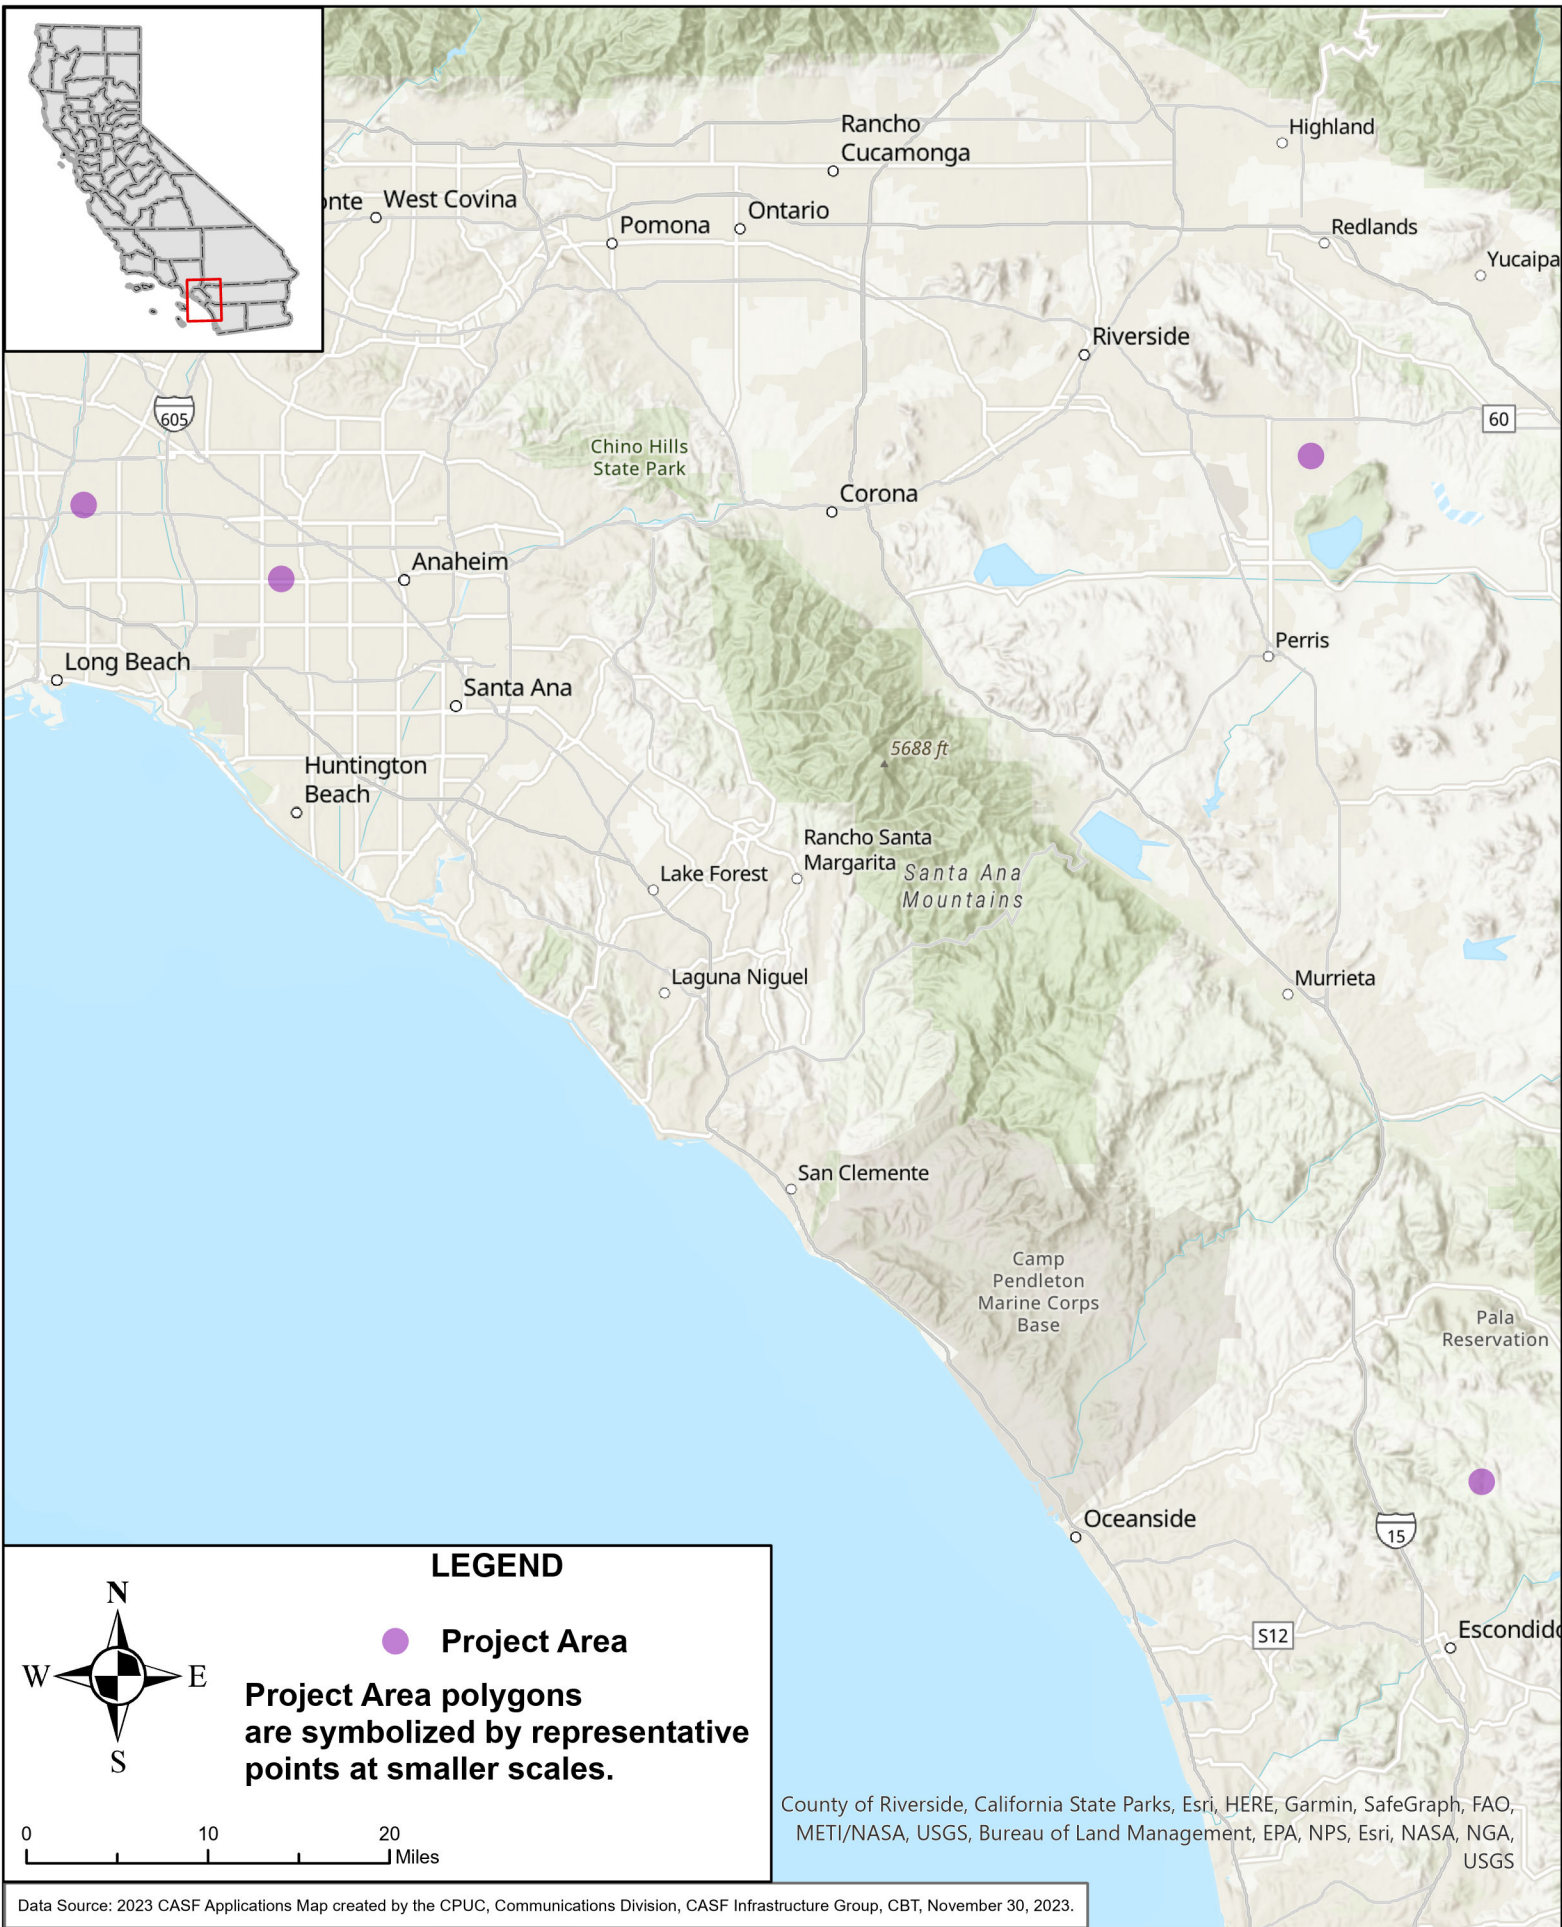 Rancho
Cucamonga
Highland
onte
West Covina
Pomona
Ontario
Redlands
Yucaipa
Riverside
605
60
Chino Hills
State Park
Corona
Anaheim
Perris
Long Beach
Santa Ana
5688 ft
Huntington
Beach
Rancho Santa
Margarita
Lake Forest
Santa Ana
Mountains
Laguna Niguel
Murrieta
San Clemente
Camp
Pendleton
Marine Corps
Base
Pala
Reservation
Oceanside
15
S12
Escondido
LEGEND
N
W
E
S
Project Area
Project Area polygons
are symbolized by representative
points at smaller scales.
0 10 20
Miles
County of Riverside, California State Parks, Esri, HERE, Garmin, SafeGraph, FAO,
METI/NASA, USGS, Bureau of Land Management, EPA, NPS, Esri, NASA, NGA,
USGS
Data Source: 2023 CASF Applications Map created by the CPUC, Communications Division, CASF Infrastructure Group, CBT, November 30, 2023.